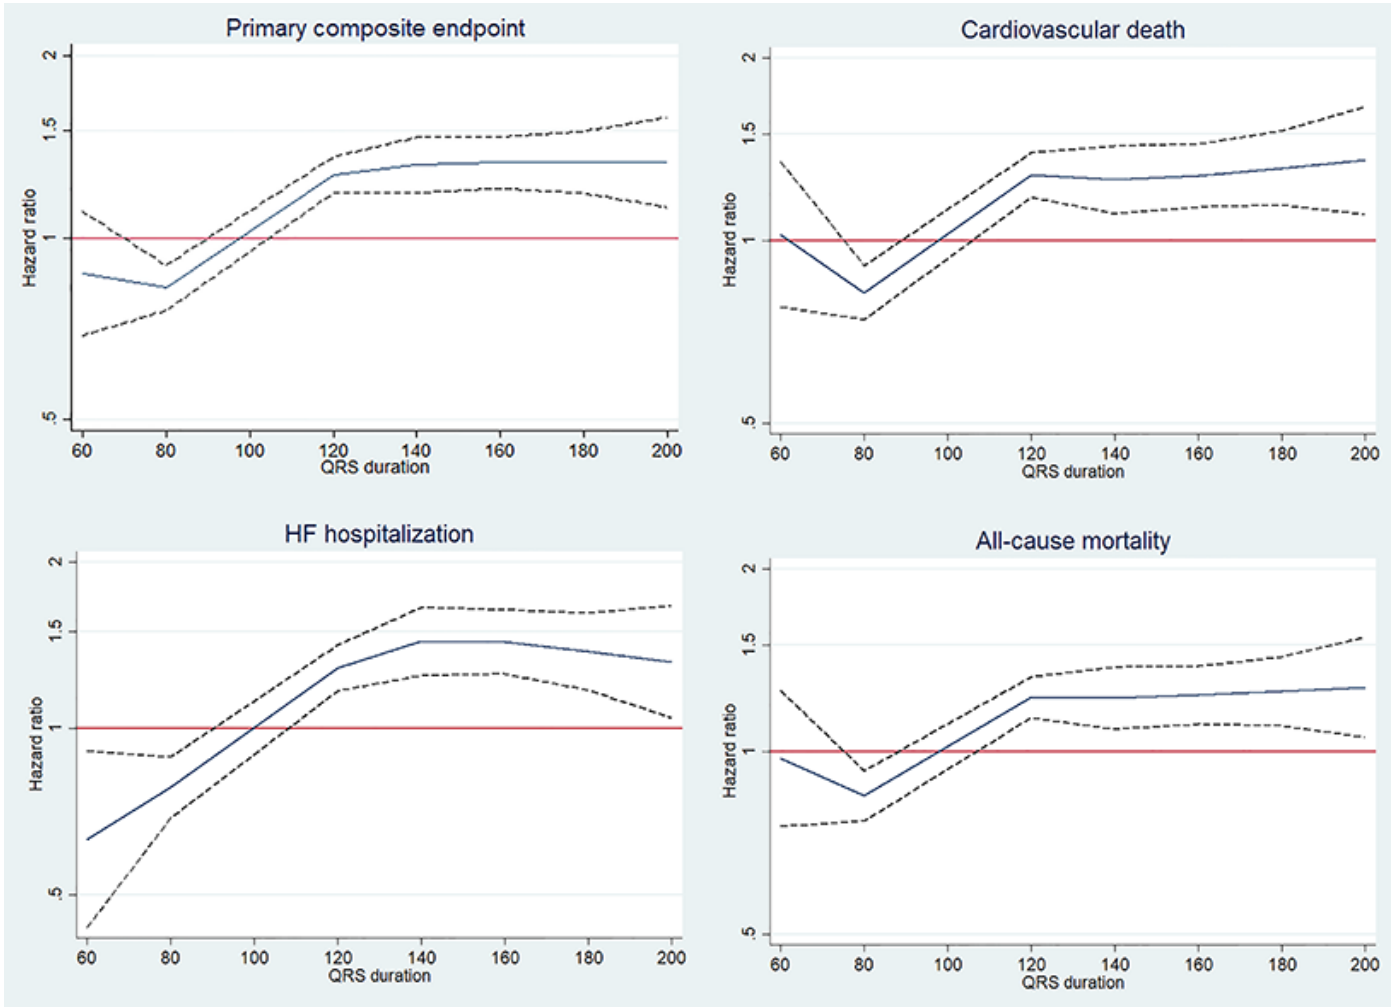 Primary composite endpoint
2
1.5
1
.5
Hazard ratio
60 80 100 120 140 160 180 200
QRS duration
Cardiovascular death
2
1.5
1
.5
Hazard ratio
60 80 100 120 140 160 180 200
QRS duration
HF hospitalization
2
1.5
1
.5
Hazard ratio
60 80 100 120 140 160 180 200
QRS duration
All-cause mortality
2
1.5
1
.5
Hazard ratio
60 80 100 120 140 160 180 200
QRS duration